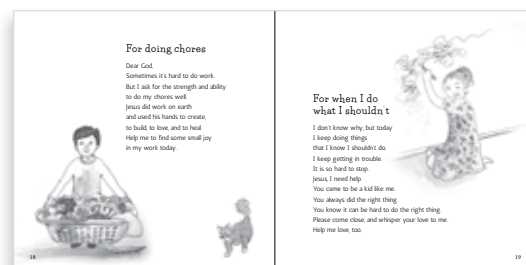 For doing chores
Dear God,
Sometimes it's hard to do work.
But I ask for the strength and ability
to do my chores well.
Jesus did work on earth
and used his hands to create,
to build, to love, and to heal.
Help me to find some small joy
in my work today.
18
For when I do
what I shouldn't
I don't know why, but today
I keep doing things
that I know I shouldn't do.
I keep getting in trouble.
It is so hard to stop.
Jesus, I need help.
You came to be a kid like me.
You always did the right thing.
You know it can be hard to do the right thing.
Please come close, and whisper your love to me.
Help me love, too.
19